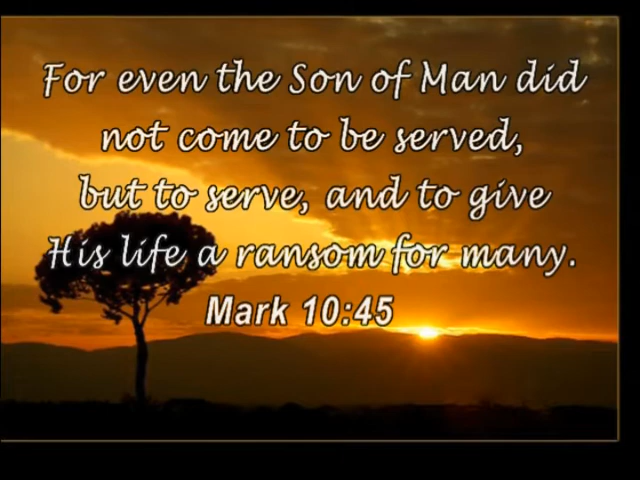 For even the Son of Man did
not come to be served,
but to serve, and to give
His life a ransom for many.
Mark 10:45